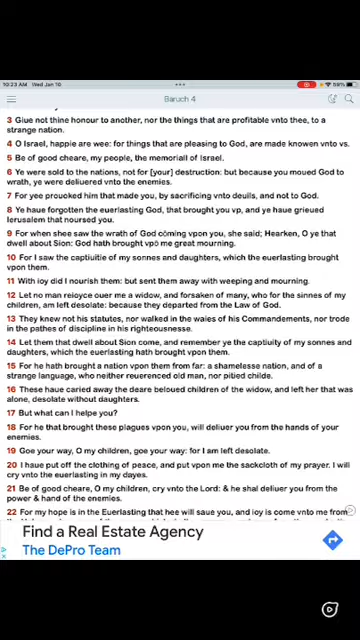 10:23 AM Wed Jan 16
59%
Baruch 4
3 Giue not thine honour to another, nor the things that are profitable vnto thee, to a
strange nation.
4 O Israel, happie are wee: for things that are pleasing to God, are made knowen vnto vs.
5 Be of good cheare, my people, the memoriall of Israel.
6 Ye were sold to the nations, not for [your] destruction: but because you moued God to
wrath, ye were deliuered vnto the enemies.
7 For yee prouoked him that made you, by sacrificing vnto deuils, and not to God.
8 Ye haue forgotten the euerlasting God, that brought you vp, and ye haue grieued
Ierusalem that noursed you.
9 For when shee saw the wrath of God cōming vpon you, she said; Hearken, O ye that
dwell about Sion: God hath brought vpō me great mourning.
10 For I saw the captiuitie of my sonnes and daughters, which the euerlasting brought
vpon them.
11 With ioy did I nourish them: but sent them away with weeping and mourning.
12 Let no man reioyce ouer me a widow, and forsaken of many, who for the sinnes of my
children, am left desolate: because they departed from the Law of God.
13 They knew not his statutes, nor walked in the waies of his Commandements, nor trode
in the pathes of discipline in his righteousnesse.
14 Let them that dwell about Sion come, and remember ye the captiuity of my sonnes and
daughters, which the euerlasting hath brought vpon them.
15 For he hath brought a nation vpon them from far: a shamelesse nation, and of a
strange language, who neither reuerenced old man, nor pitied childe.
16 These haue caried away the deare beloued children of the widow, and left her that was
alone, desolate without daughters.
17 But what can I helpe you?
18 For he that brought these plagues vpon you, will deliuer you from the hands of your
enemies.
19 Goe your way, O my children, goe your way: for I am left desolate.
20 I haue put off the clothing of peace, and put vpon me the sackcloth of my prayer. I will
cry vnto the euerlasting in my dayes.
21 Be of good cheare, O my children, cry vnto the Lord: & he shal deliuer you from the
power & hand of the enemies.
22 For my hope is in the Euerlasting that hee will saue you, and ioy is come vnto me from
Find a Real Estate Agency
The DePro Team